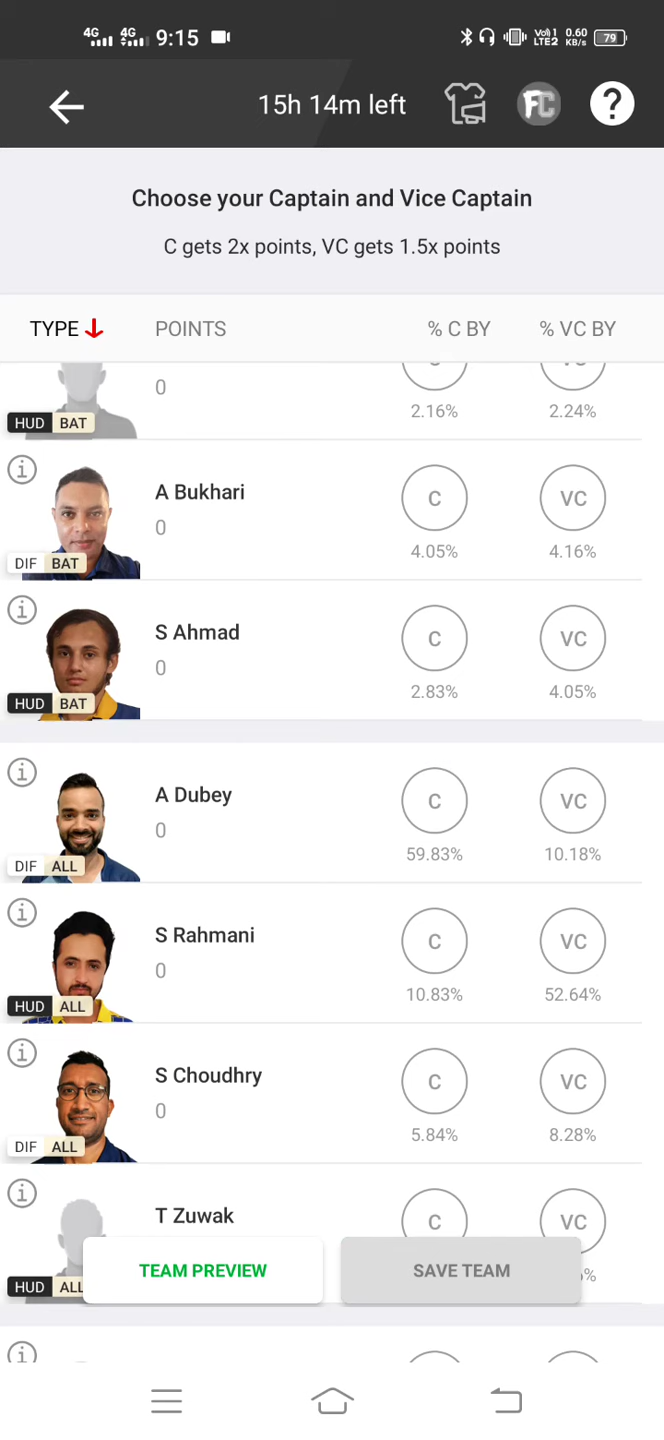 4G 4G 9:15 Vo) 1 LTE2 0.60 KB/s 79
15h 14m left FC ?
Choose your Captain and Vice Captain
C gets 2x points, VC gets 1.5x points
TYPE POINTS % C BY % VC BY
0
2.16% 2.24%
HUD BAT
A Bukhari
C VC
0
4.05% 4.16%
DIF BAT
S Ahmad
C VC
0
2.83% 4.05%
HUD BAT
A Dubey
C VC
0
59.83% 10.18%
DIF ALL
S Rahmani
C VC
0
10.83% 52.64%
HUD ALL
S Choudhry
C VC
0
5.84% 8.28%
DIF ALL
T Zuwak
C VC
TEAM PREVIEW SAVE TEAM
HUD ALL